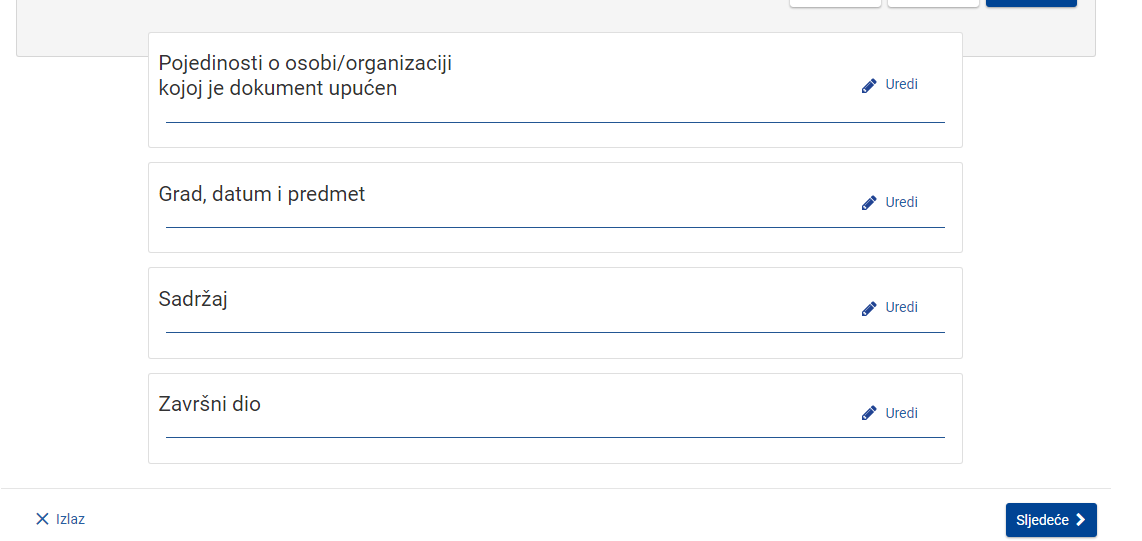 Pojedinosti o osobi/organizaciji
kojoj je dokument upućen
Uredi
Grad, datum i predmet
Uredi
Sadržaj
Uredi
Završni dio
Uredi
Izlaz
Sljedeće